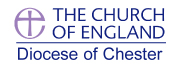 THE CHURCH
OF ENGLAND
Diocese of Chester